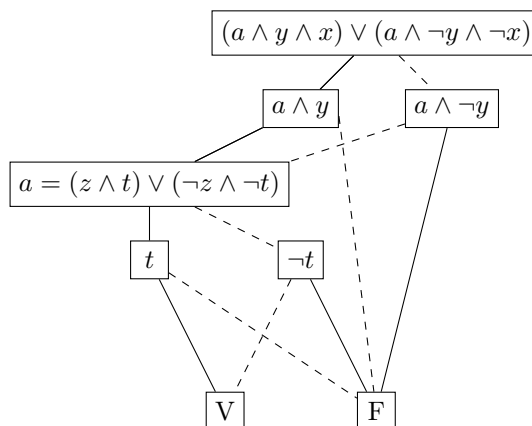 (a ∧ y ∧ x) ∨ (a ∧ ¬y ∧ ¬x)
a ∧ y
a ∧ ¬y
a = (z ∧ t) ∨ (¬z ∧ ¬t)
t
¬t
V
F